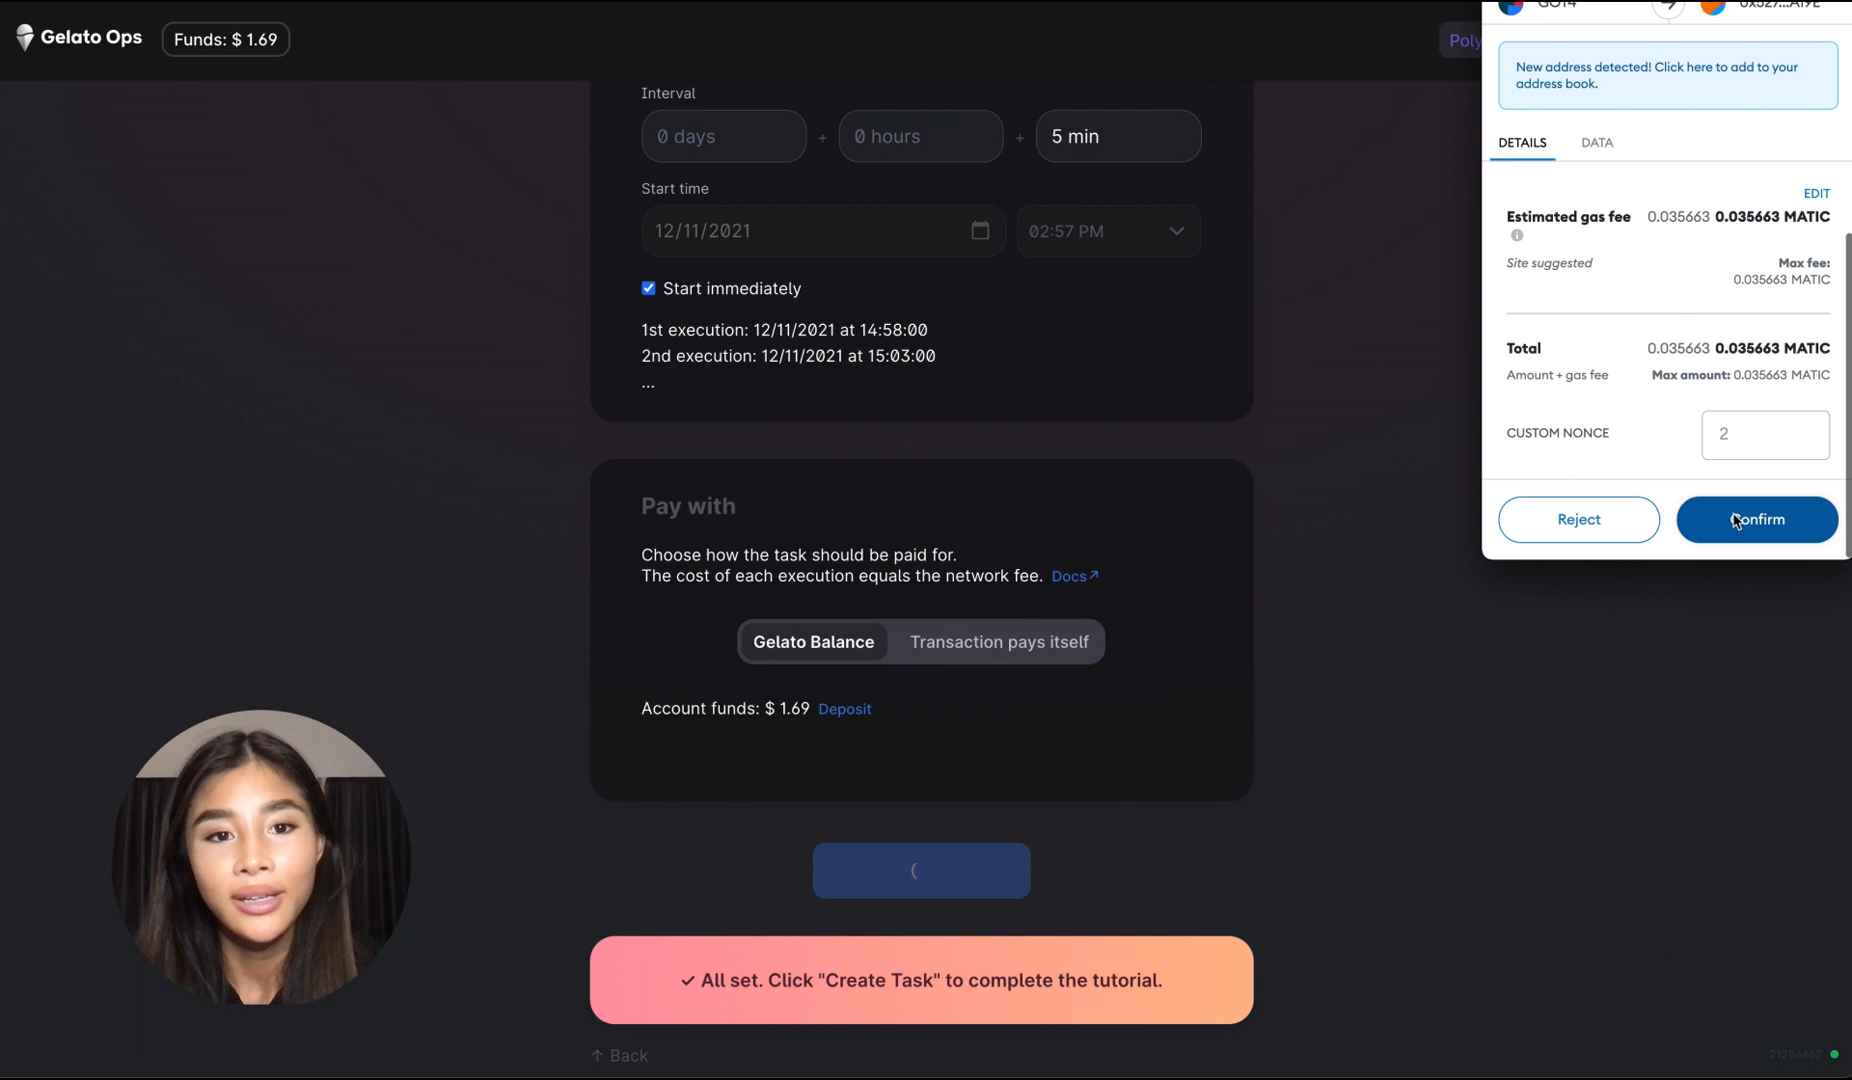 Gelato Ops
Funds: $ 1.69
Poly
Interval
0 days + 0 hours + 5 min
Start time
12/11/2021
02:57 PM
Start immediately
1st execution: 12/11/2021 at 14:58:00
2nd execution: 12/11/2021 at 15:03:00
...
Pay with
Choose how the task should be paid for.
The cost of each execution equals the network fee. Docs↗
Gelato Balance
Transaction pays itself
Account funds: $ 1.69 Deposit
✓ All set. Click "Create Task" to complete the tutorial.
↑ Back
New address detected! Click here to add to your
address book.
DETAILS
DATA
EDIT
Estimated gas fee 0.035663 0.035663 MATIC
Site suggested
Max fee:
0.035663 MATIC
Total 0.035663 0.035663 MATIC
Amount + gas fee Max amount: 0.035663 MATIC
CUSTOM NONCE 2
Reject
Confirm